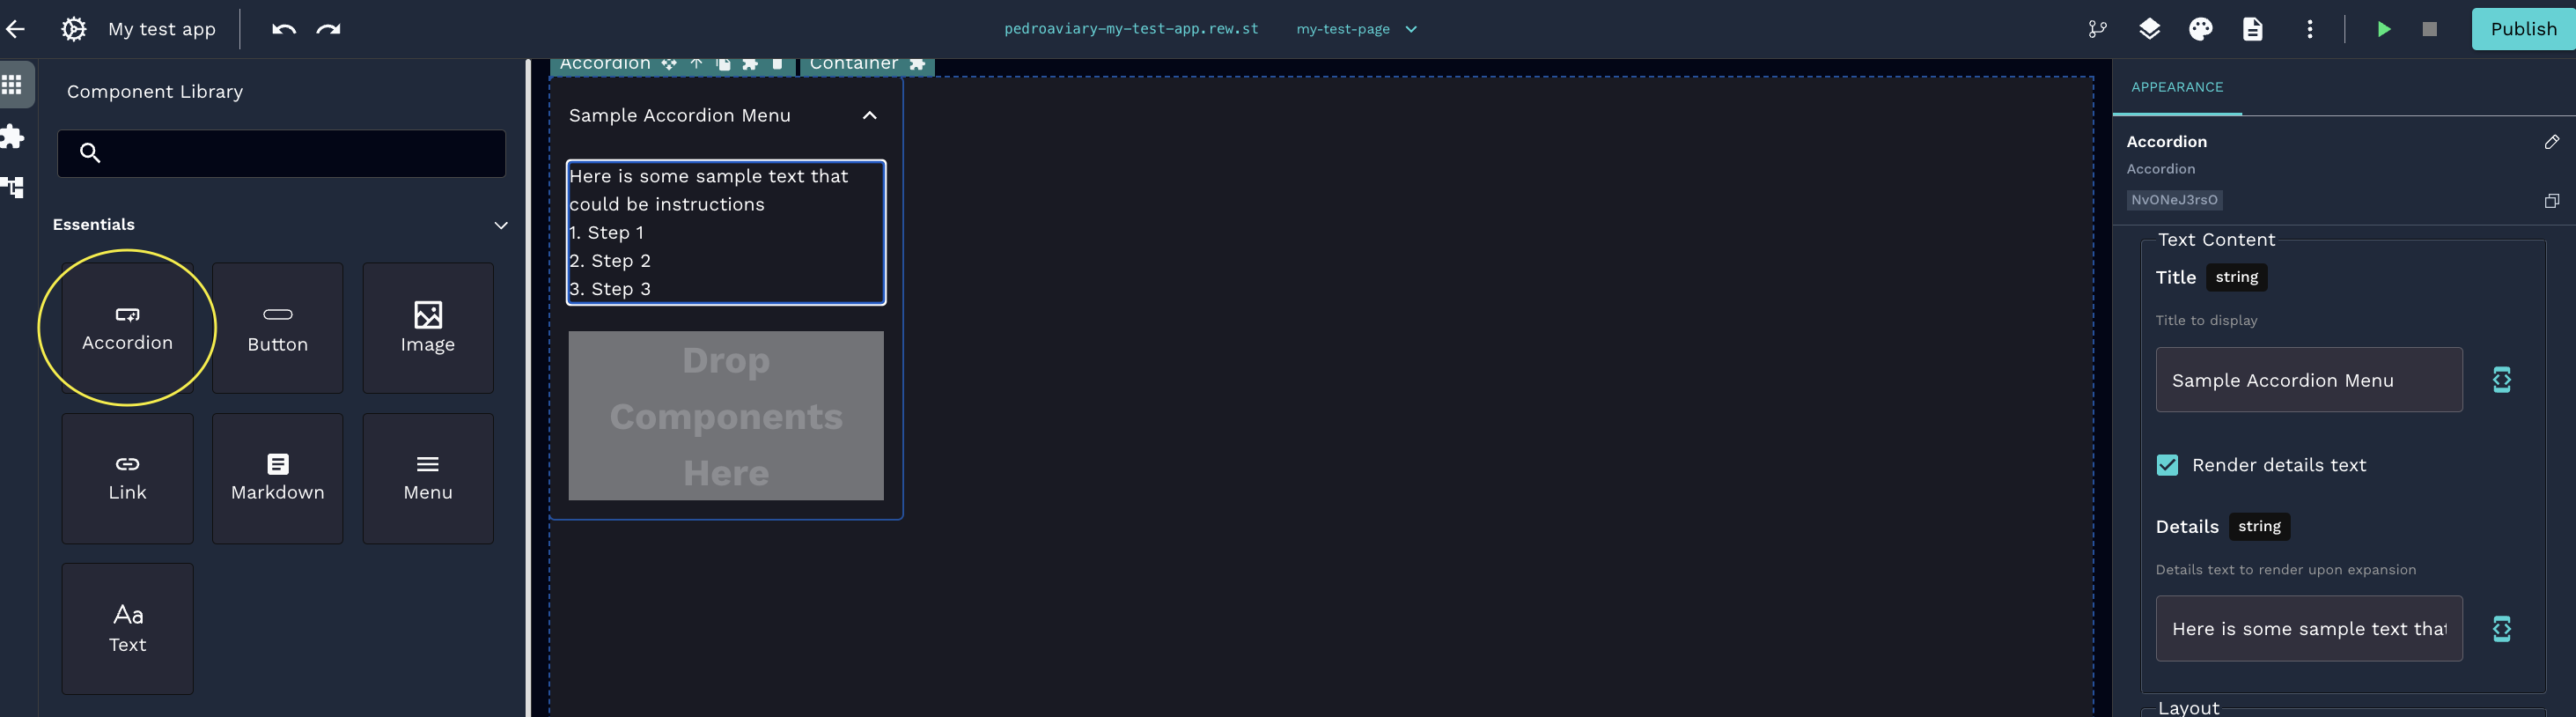 My test app
pedroaviary-my-test-app.rew.st
my-test-page
Publish
Component Library
Essentials
Accordion
Button
Image
Link
Markdown
Menu
Text
Accordion
Container
Sample Accordion Menu
Here is some sample text that
could be instructions
1. Step 1
2. Step 2
3. Step 3
Drop
Components
Here
APPEARANCE
Accordion
Accordion
NvONeJ3rsO
Text Content
Title string
Title to display
Sample Accordion Menu
Render details text
Details string
Details text to render upon expansion
Here is some sample text that
Layout